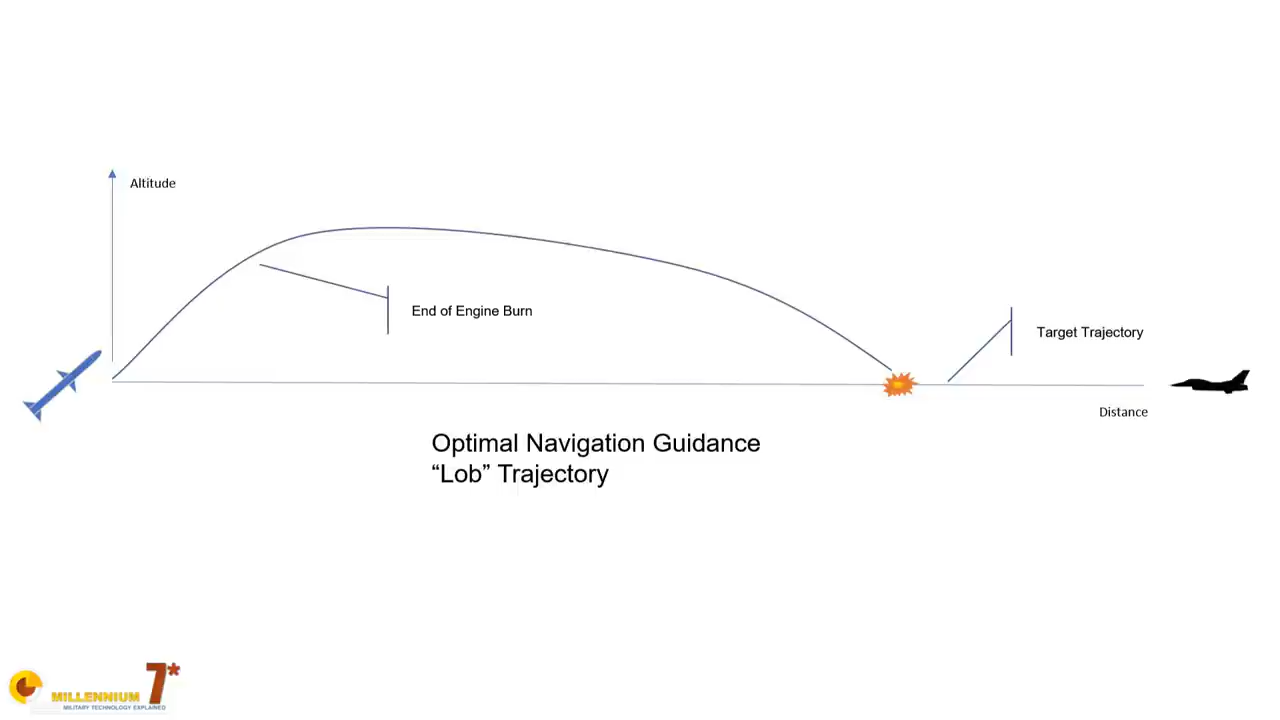 Altitude
End of Engine Burn
Target Trajectory
Distance
Optimal Navigation Guidance
“Lob” Trajectory
MILLENNIUM 7*
MILITARY TECHNOLOGY EXPLAINED